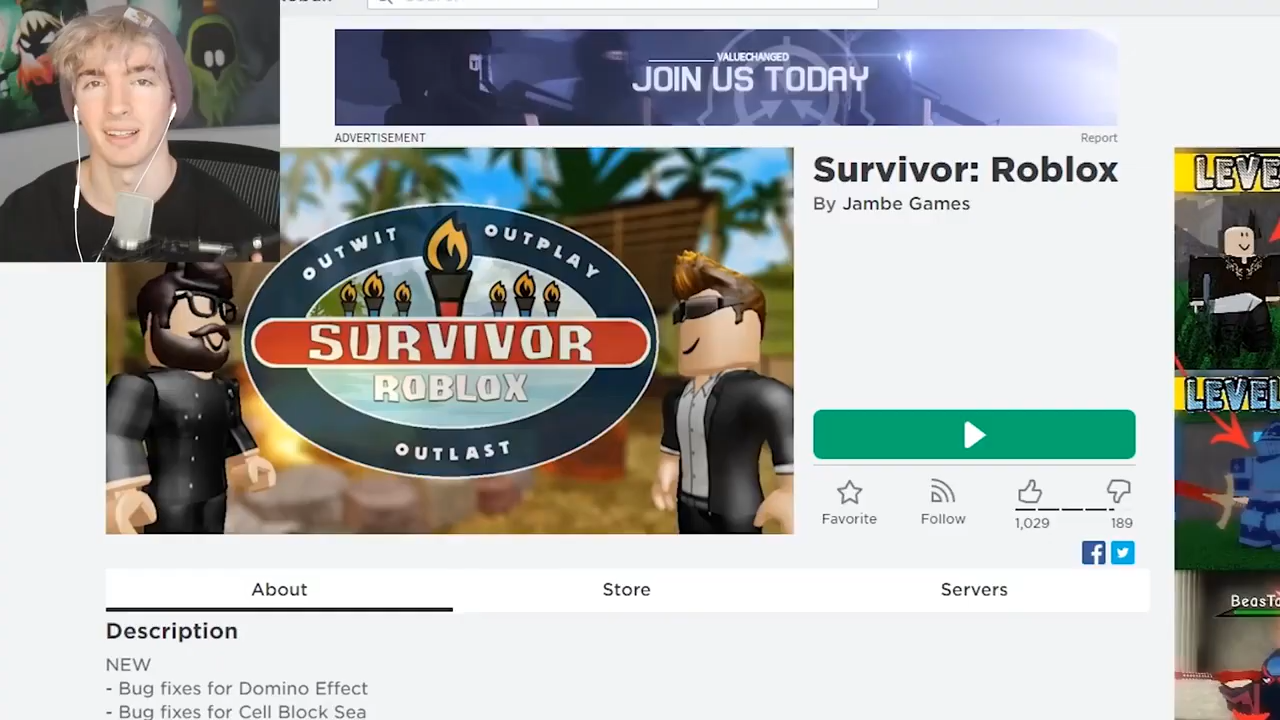 VALUECHANGED
JOIN US TODAY
ADVERTISEMENT
Report
Survivor: Roblox
By Jambe Games
OUTWIT OUTPLAY
SURVIVOR
ROBLOX
OUTLAST
Favorite
Follow
1,029
189
About
Store
Servers
Description
NEW
- Bug fixes for Domino Effect
- Bug fixes for Cell Block Sea
LEVE
LEVEL
BeasTo